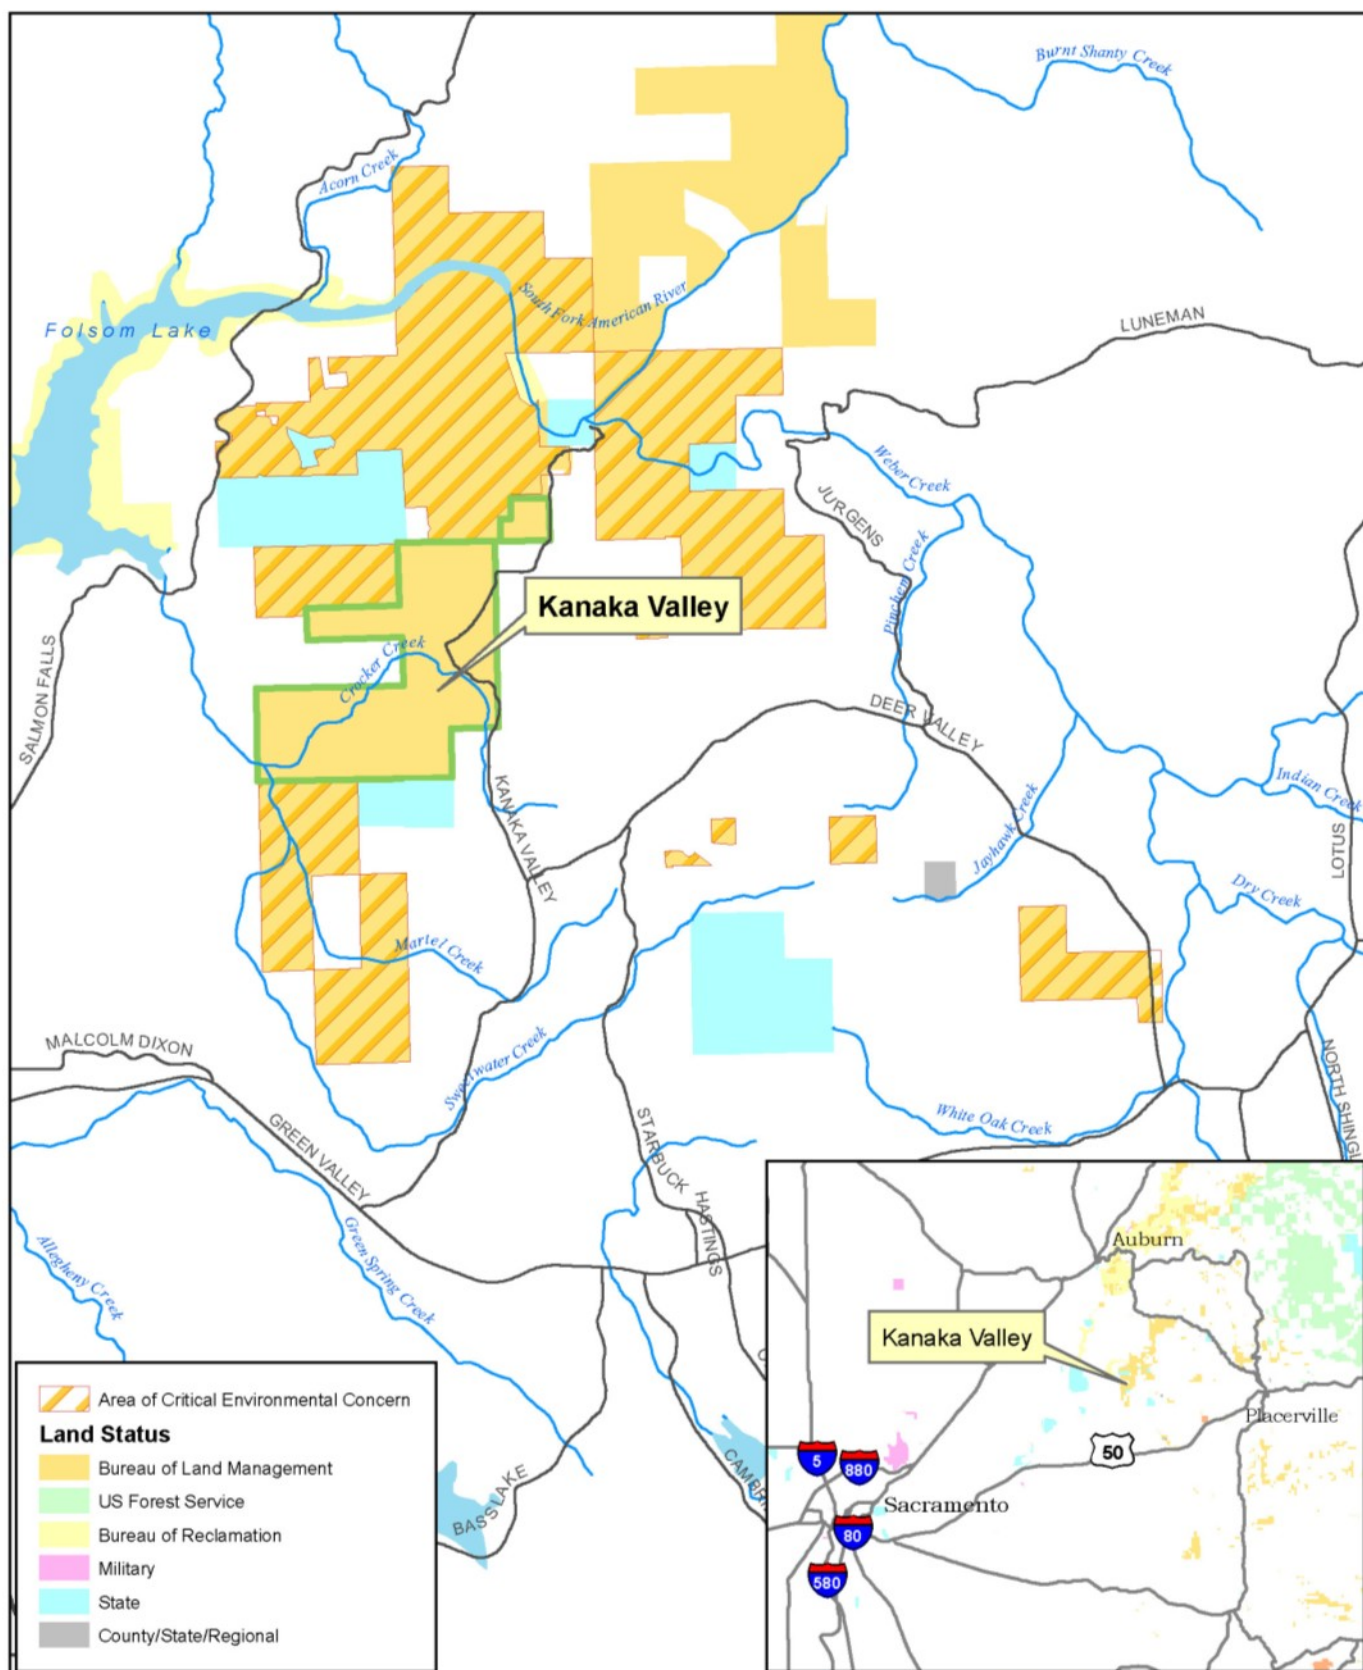 Burnt Shanty Creek
Acorn Creek
South Fork American River
Folsom Lake
LUNEMAN
Weber Creek
JURGENS
Pinchem Creek
Kanaka Valley
Crocker Creek
SALMON FALLS
DEER VALLEY
Indian Creek
KANAKA VALLEY
Jayhawk Creek
LOTUS
Dry Creek
Martel Creek
MALCOLM DIXON
Sweetwater Creek
NORTH SHINGL
White Oak Creek
GREEN VALLEY
STARBUCK
HASTINGS
Green Spring Creek
Allegheny Creek
CAMBRI
BASS LAKE
Area of Critical Environmental Concern
Land Status
Bureau of Land Management
US Forest Service
Bureau of Reclamation
Military
State
County/State/Regional
Auburn
Kanaka Valley
Placerville
50
5
880
Sacramento
80
580